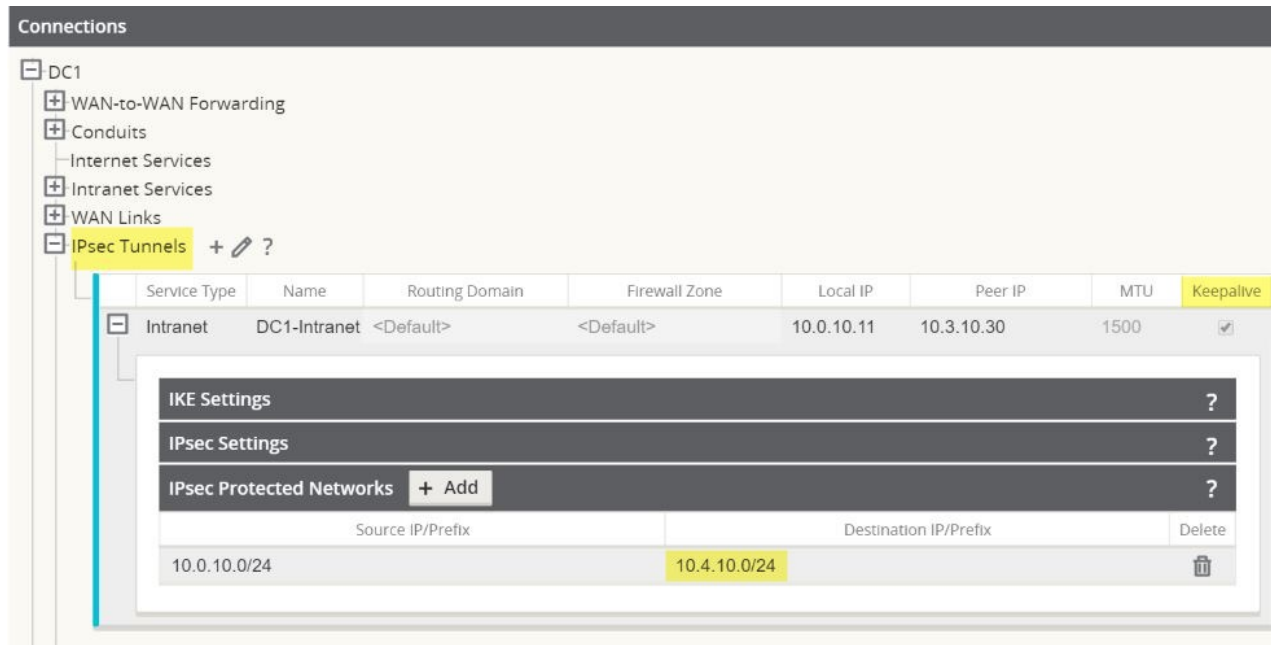 Connections
DC1
WAN-to-WAN Forwarding
Conduits
Internet Services
Intranet Services
WAN Links
IPsec Tunnels + ?
Service Type Name Routing Domain Firewall Zone Local IP Peer IP MTU Keepalive
Intranet DC1-Intranet <Default> <Default> 10.0.10.11 10.3.10.30 1500
IKE Settings ?
IPsec Settings ?
IPsec Protected Networks + Add ?
Source IP/Prefix Destination IP/Prefix Delete
10.0.10.0/24 10.4.10.0/24